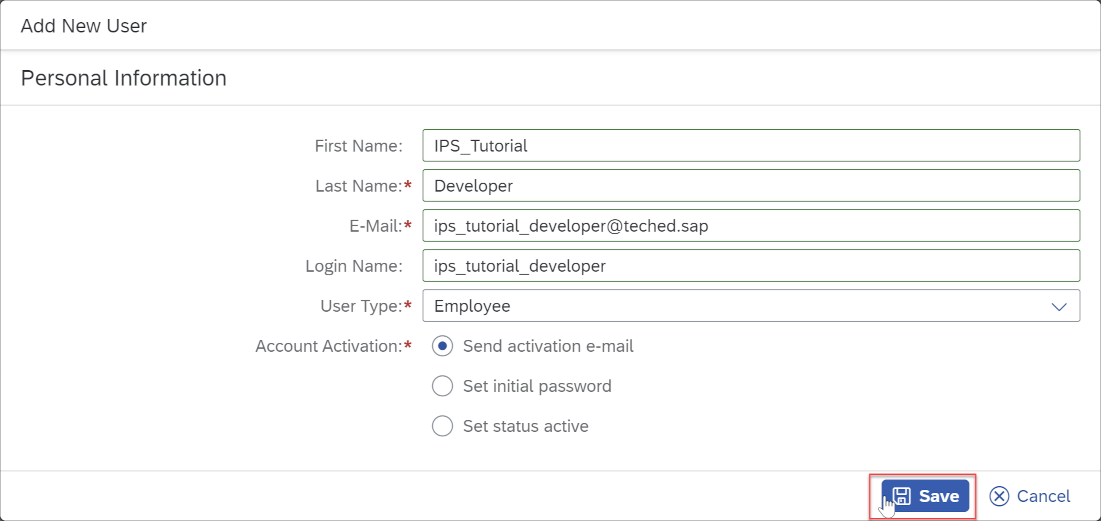 Add New User
Personal Information
First Name: IPS_Tutorial
Last Name:* Developer
E-Mail:* ips_tutorial_developer@teched.sap
Login Name: ips_tutorial_developer
User Type:* Employee
Account Activation:* Send activation e-mail
Set initial password
Set status active
Save Cancel